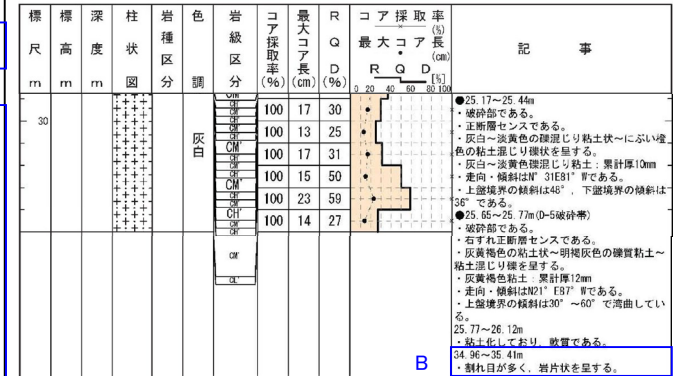 標尺m
標高m
深度m
柱状図
岩種区分
色調
岩級区分
コア採取率(%)
最大コア長(cm)
RQD(%)
コア採取率(%)
最大コア長(cm)
RQD[%]
0 20 40 60 80 100
記事
30
灰白
CM'
CH'
CM'
CH'
CM'
CH'
CM'
CH'
CM'
CH'
CM'
CH'
CM'
CL'
100 17 30
100 13 25
100 17 31
100 15 50
100 23 59
100 14 27
●25.17~25.44m
・破砕部である。
・正断層センスである。
・灰白~淡黄色の礫混じり粘土状~にぶい橙
色の粘土混じり礫状を呈する。
・灰白~淡黄色礫混じり粘土:累計厚10mm
・走向・傾斜はN°31E81°Wである。
・上盤境界の傾斜は48°,下盤境界の傾斜は
36°である。
●25.65~25.77m(D-5破砕帯)
・破砕部である。
・右ずれ正断層センスである。
・灰黄褐色の粘土状~明褐灰色の礫質粘土~
粘土混じり礫を呈する。
・灰黄褐色粘土:累計厚12mm
・走向・傾斜はN21°E87°Wである。
・上盤境界の傾斜は30°~60°で湾曲してい
る。
25.77~26.12m
・粘土化しており,軟質である。
34.96~35.41m
・割れ目が多く,岩片状を呈する。
B